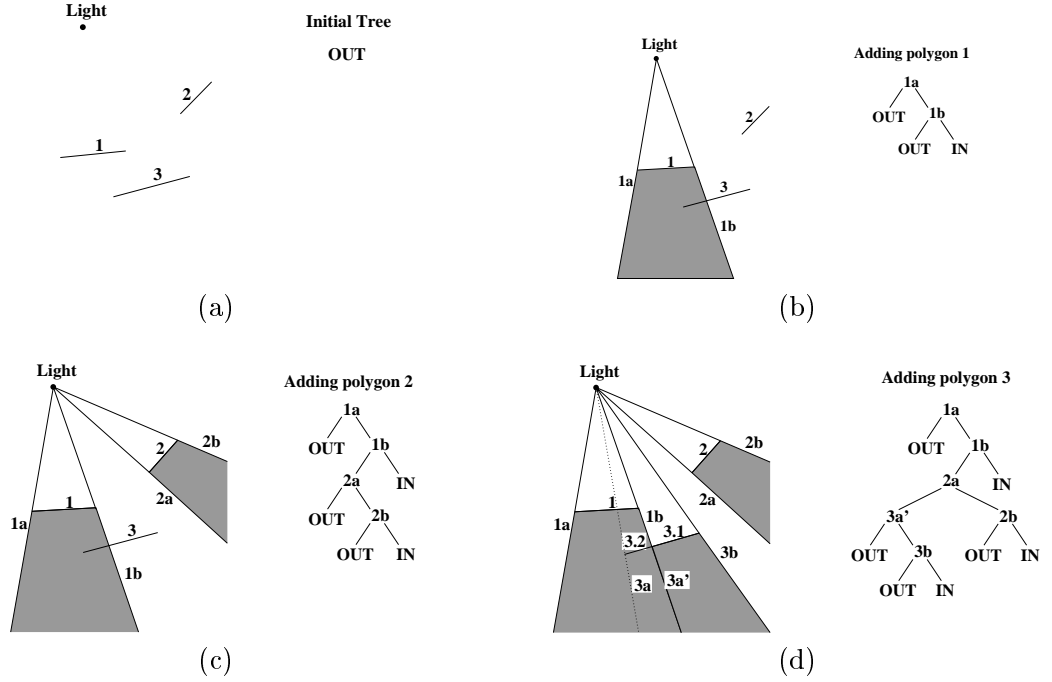 Light
Initial Tree
OUT
2
1
3
(a)
Light
Adding polygon 1
1a
OUT
1b
OUT
IN
2
1
1a
3
1b
(b)
Light
Adding polygon 2
1a
OUT
1b
2a
IN
OUT
2b
OUT
IN
2
2b
2a
1
1a
3
1b
(c)
Light
Adding polygon 3
1a
OUT
1b
2a
IN
3a'
2b
OUT
3b
OUT
IN
OUT
IN
2
2b
2a
1
1a
1b
3.1
3.2
3b
3a
3a'
(d)